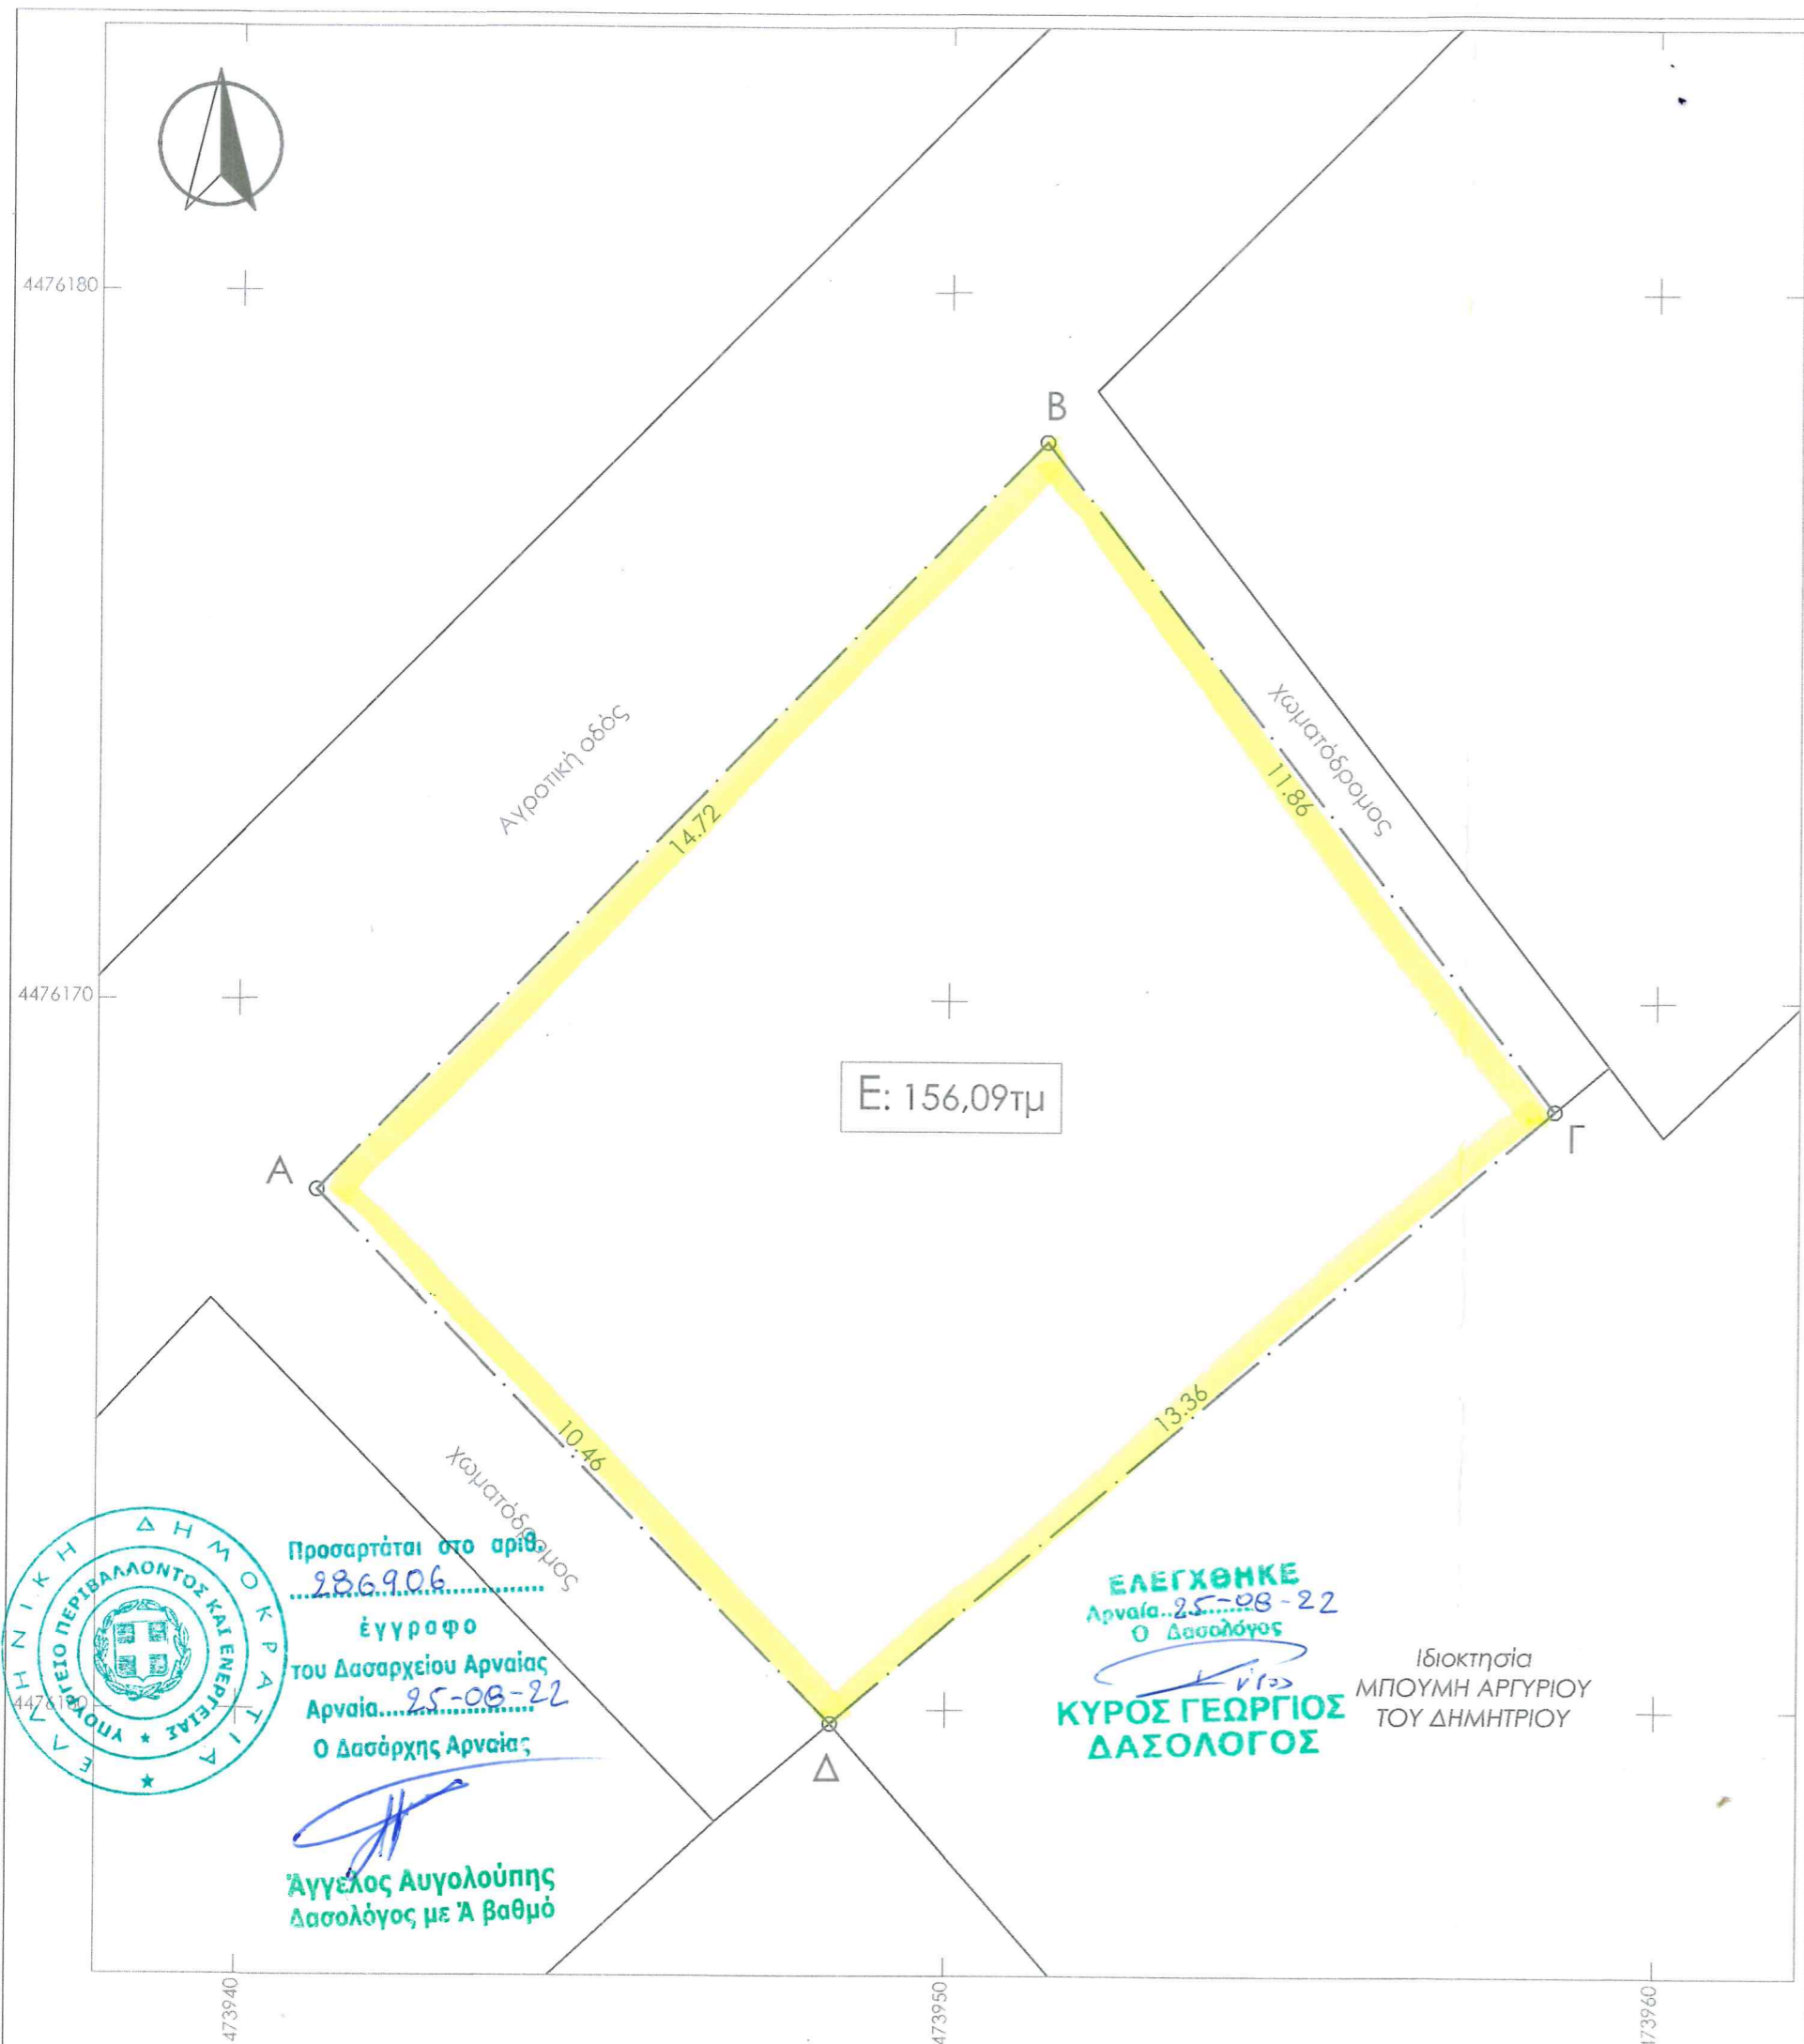 4476180
Β
Αγροτική οδός
Χωματόδρομος
14.72
11.86
4476170
Ε: 156,09τμ
Α
Γ
10.46
13.36
Χωματόδρομος
ΕΛΛΗΝΙΚΗ ΔΗΜΟΚΡΑΤΙΑ
ΥΠΟΥΡΓΕΙΟ ΠΕΡΙΒΑΛΛΟΝΤΟΣ ΚΑΙ ΕΝΕΡΓΕΙΑΣ
Προσαρτάται στο αριθ.
286906
έγγραφο
του Δασαρχείου Αρναίας
Αρναία 25-08-22
Ο Δασάρχης Αρναίας
Άγγελος Αυγολούπης
Δασολόγος με Ά βαθμό
Δ
ΕΛΕΓΧΘΗΚΕ
Αρναία 25-08-22
Ο Δασολόγος
ΚΥΡΟΣ ΓΕΩΡΓΙΟΣ
ΔΑΣΟΛΟΓΟΣ
Ιδιοκτησία
ΜΠΟΥΜΗ ΑΡΓΥΡΙΟΥ
ΤΟΥ ΔΗΜΗΤΡΙΟΥ
473940
473950
473960